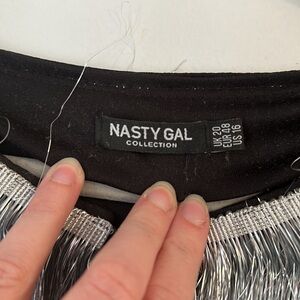 NASTY GAL
COLLECTION
UK 20
EUR 48
US 16